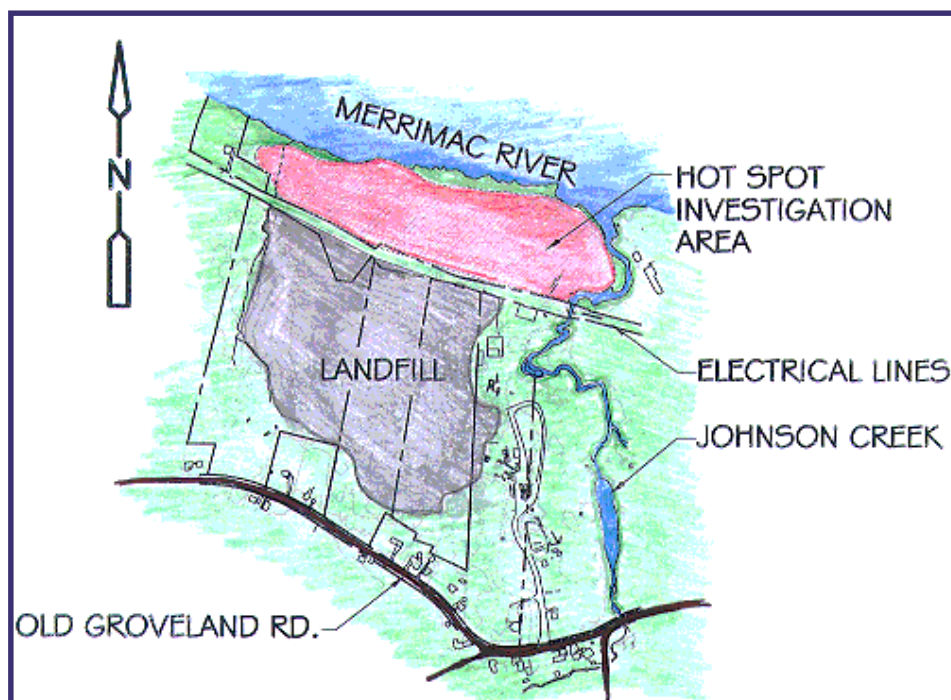 N
MERRIMAC RIVER
HOT SPOT
INVESTIGATION
AREA
LANDFILL
ELECTRICAL LINES
JOHNSON CREEK
OLD GROVELAND RD.